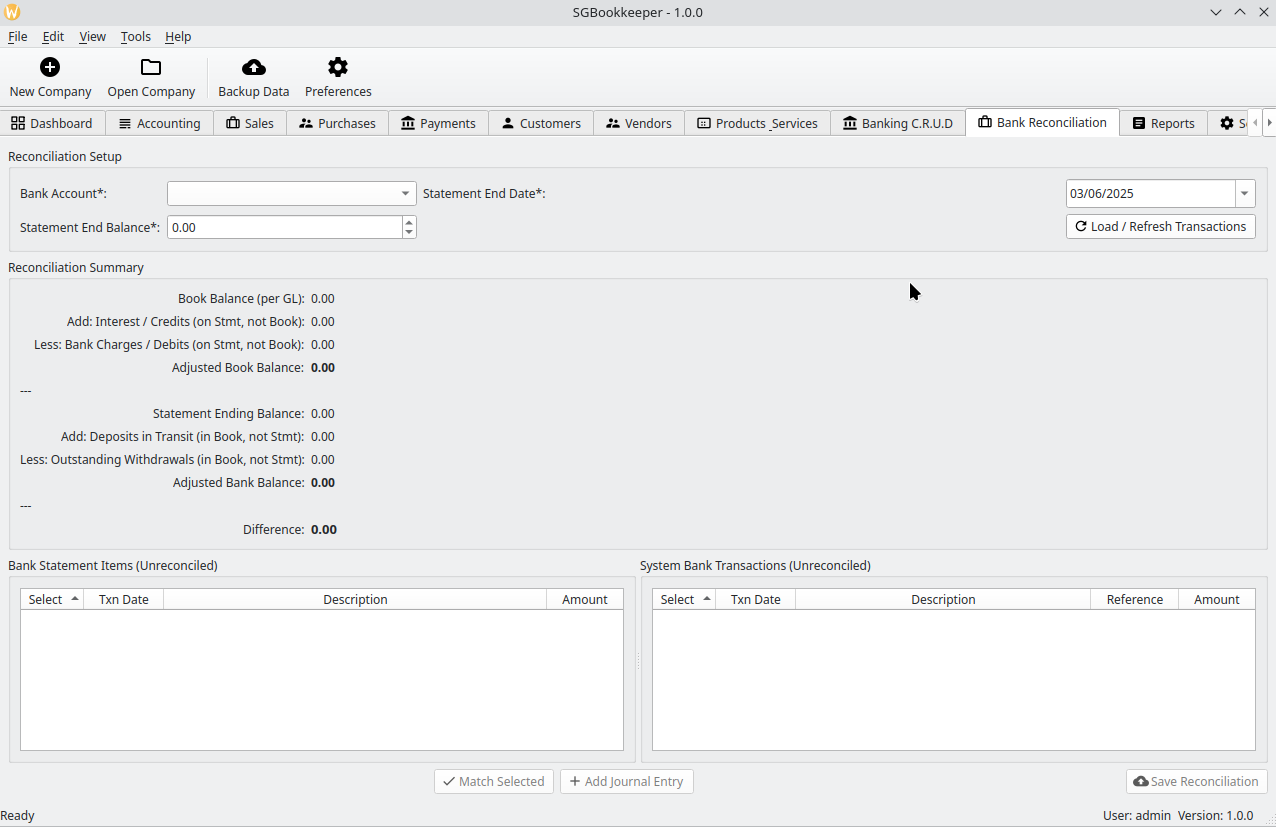 SGBookkeeper - 1.0.0
File Edit View Tools Help
New Company Open Company Backup Data Preferences
Dashboard Accounting Sales Purchases Payments Customers Vendors Products _Services Banking C.R.U.D Bank Reconciliation Reports
Reconciliation Setup
Bank Account*: Statement End Date*: 03/06/2025
Statement End Balance*: 0.00 Load / Refresh Transactions
Reconciliation Summary
Book Balance (per GL): 0.00
Add: Interest / Credits (on Stmt, not Book): 0.00
Less: Bank Charges / Debits (on Stmt, not Book): 0.00
Adjusted Book Balance: 0.00
---
Statement Ending Balance: 0.00
Add: Deposits in Transit (in Book, not Stmt): 0.00
Less: Outstanding Withdrawals (in Book, not Stmt): 0.00
Adjusted Bank Balance: 0.00
---
Difference: 0.00
Bank Statement Items (Unreconciled) System Bank Transactions (Unreconciled)
Select Txn Date Description Amount Select Txn Date Description Reference Amount
Match Selected Add Journal Entry Save Reconciliation
Ready User: admin Version: 1.0.0